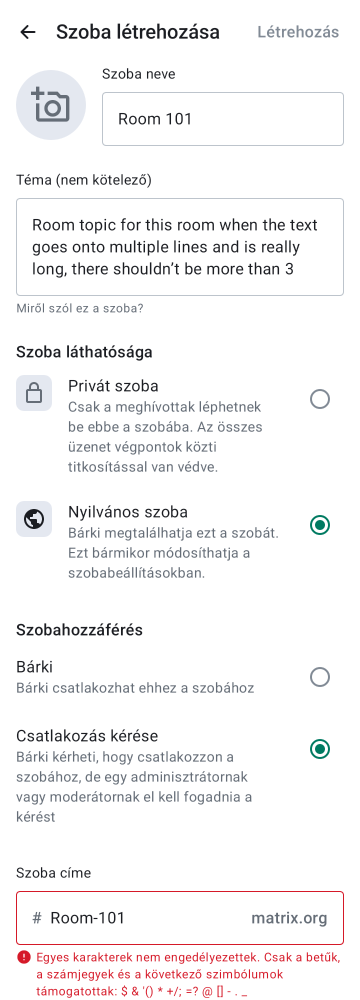 Szoba létrehozása
Létrehozás
Szoba neve
Room 101
Téma (nem kötelező)
Room topic for this room when the text
goes onto multiple lines and is really
long, there shouldn’t be more than 3
Miről szól ez a szoba?
Szoba láthatósága
Privát szoba
Csak a meghívottak léphetnek
be ebbe a szobába. Az összes
üzenet végpontok közti
titkosítással van védve.
Nyilvános szoba
Bárki megtalálhatja ezt a szobát.
Ezt bármikor módosíthatja a
szobabeállításokban.
Szobahozzáférés
Bárki
Bárki csatlakozhat ehhez a szobához
Csatlakozás kérése
Bárki kérheti, hogy csatlakozzon a
szobához, de egy adminisztrátornak
vagy moderátornak el kell fogadnia a
kérést
Szoba címe
# Room-101 matrix.org
Egyes karakterek nem engedélyezettek. Csak a betűk,
a számjegyek és a következő szimbólumok
támogatottak: $ & '() * +/; =? @ [] - . _